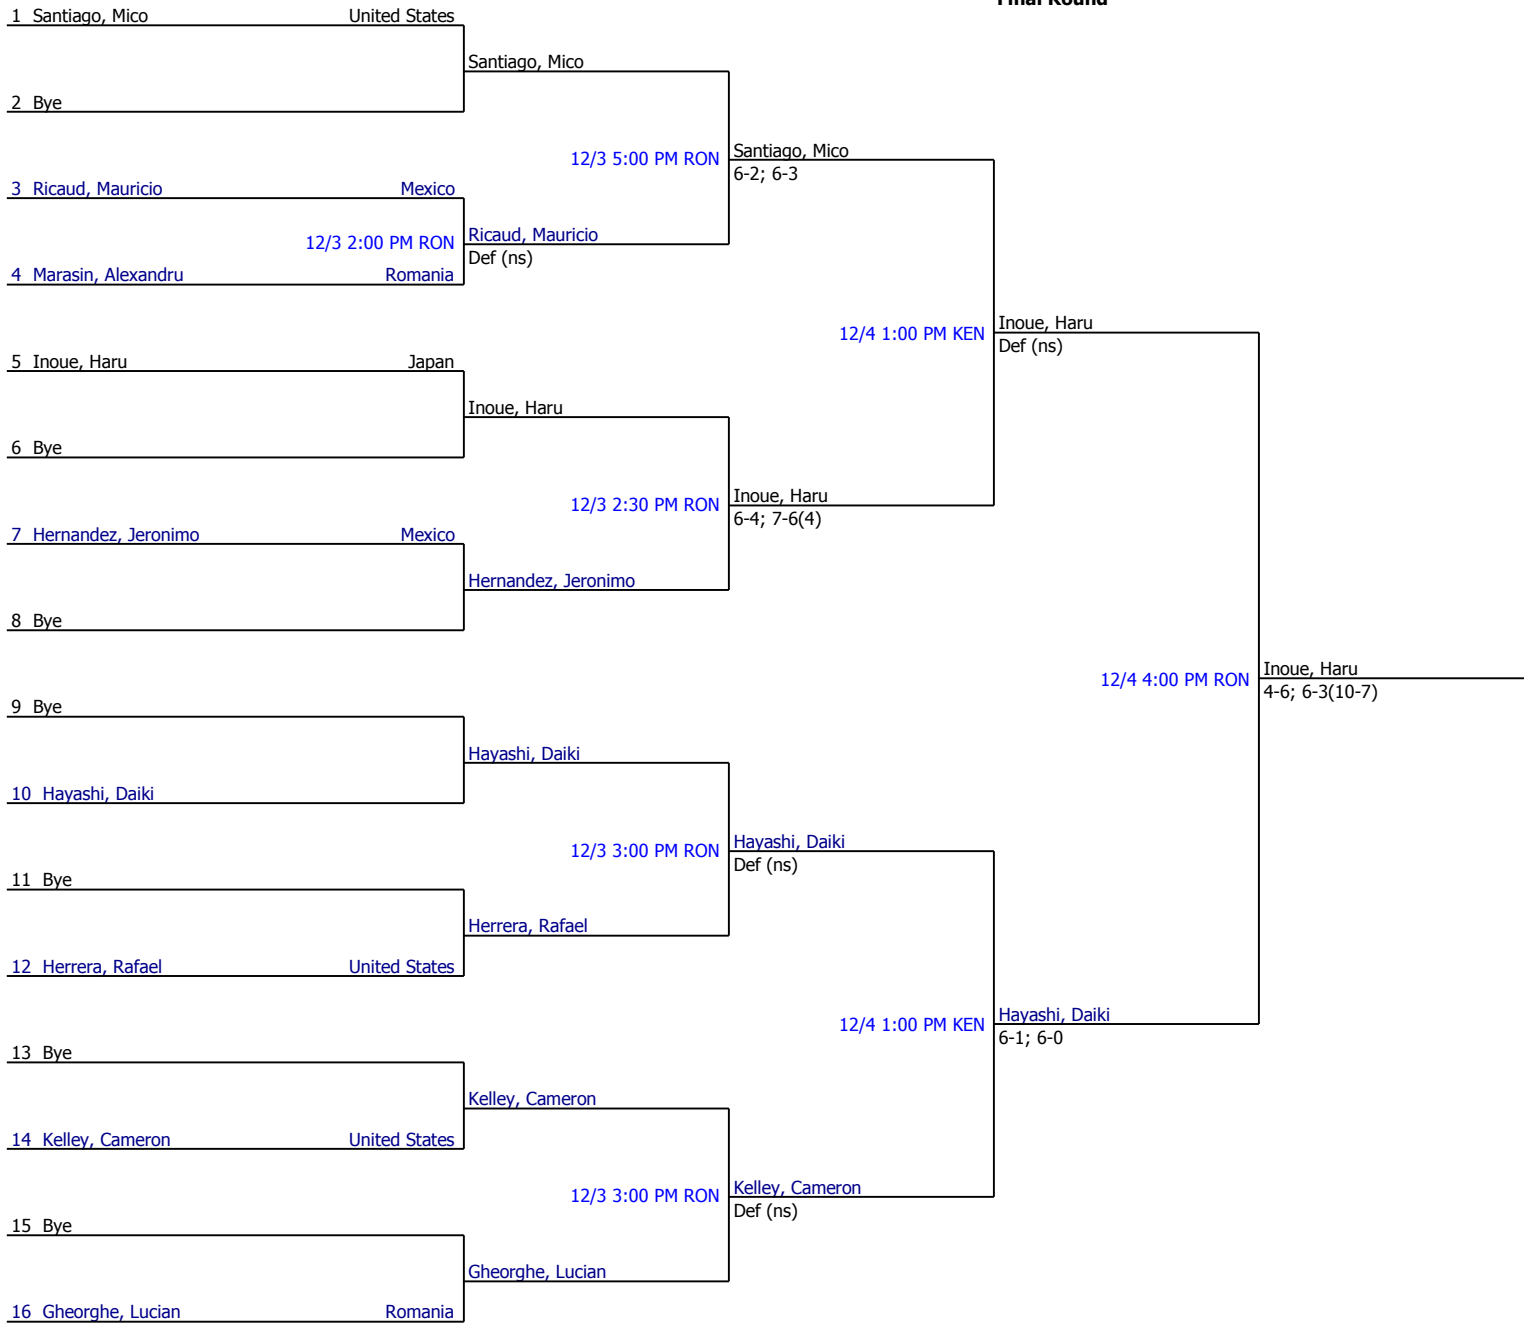 Final Round
1 Santiago, Mico United States
Santiago, Mico
2 Bye
12/3 5:00 PM RON Santiago, Mico
6-2; 6-3
3 Ricaud, Mauricio Mexico
12/3 2:00 PM RON Ricaud, Mauricio
Def (ns)
4 Marasin, Alexandru Romania
12/4 1:00 PM KEN Inoue, Haru
Def (ns)
5 Inoue, Haru Japan
Inoue, Haru
6 Bye
12/3 2:30 PM RON Inoue, Haru
6-4; 7-6(4)
7 Hernandez, Jeronimo Mexico
Hernandez, Jeronimo
8 Bye
12/4 4:00 PM RON Inoue, Haru
4-6; 6-3(10-7)
9 Bye
Hayashi, Daiki
10 Hayashi, Daiki
12/3 3:00 PM RON Hayashi, Daiki
Def (ns)
11 Bye
Herrera, Rafael
12 Herrera, Rafael United States
12/4 1:00 PM KEN Hayashi, Daiki
6-1; 6-0
13 Bye
Kelley, Cameron
14 Kelley, Cameron United States
12/3 3:00 PM RON Kelley, Cameron
Def (ns)
15 Bye
Gheorghe, Lucian
16 Gheorghe, Lucian Romania